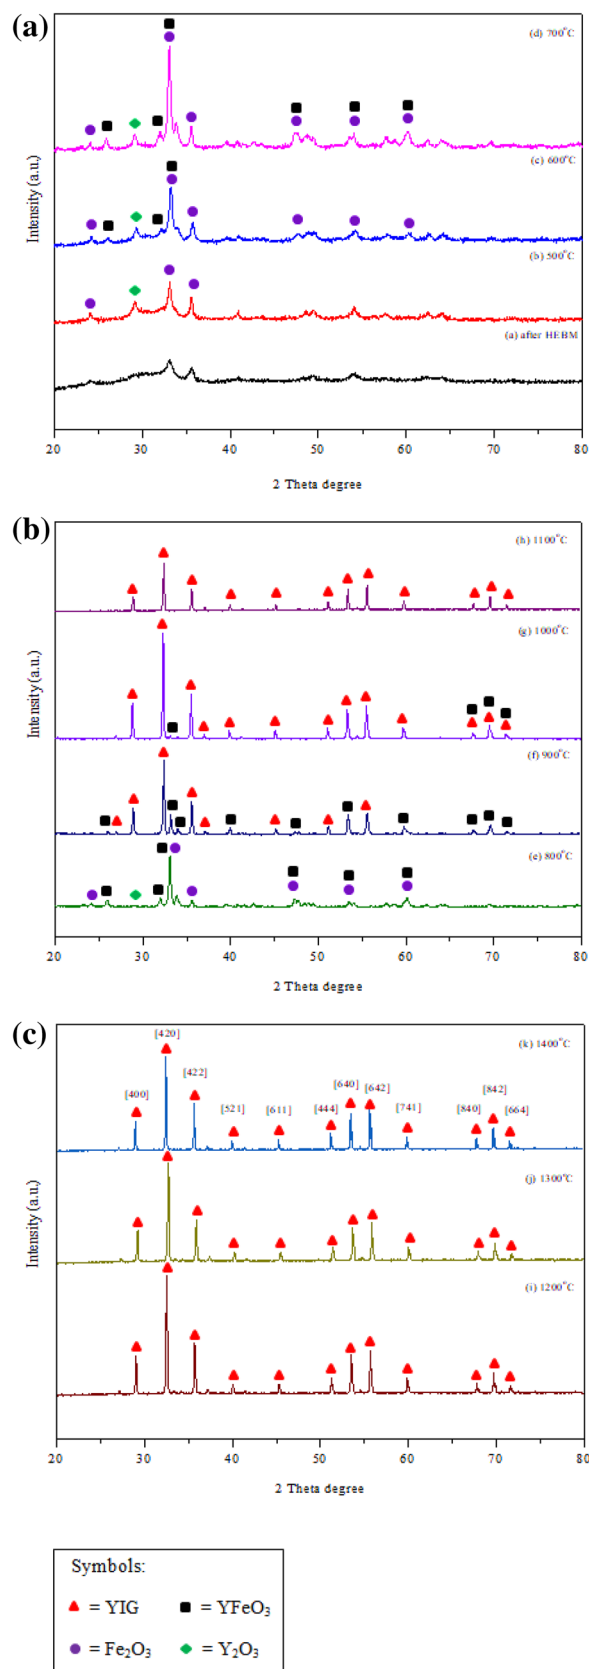 (a)
(d) 700°C
(c) 600°C
(b) 500°C
(a) after HEBM
Intensity (a.u.)
20 30 40 50 60 70 80
2 Theta degree
(b)
(h) 1100°C
(g) 1000°C
(f) 900°C
(e) 800°C
Intensity (a.u.)
20 30 40 50 60 70 80
2 Theta degree
(c)
[420]
(k) 1400°C
[400] [422] [521] [611] [444] [640] [642] [741] [840] [842] [664]
(j) 1300°C
(i) 1200°C
Intensity (a.u.)
20 30 40 50 60 70 80
2 Theta degree
Symbols:
= YIG = YFeO₃
= Fe₂O₃ = Y₂O₃